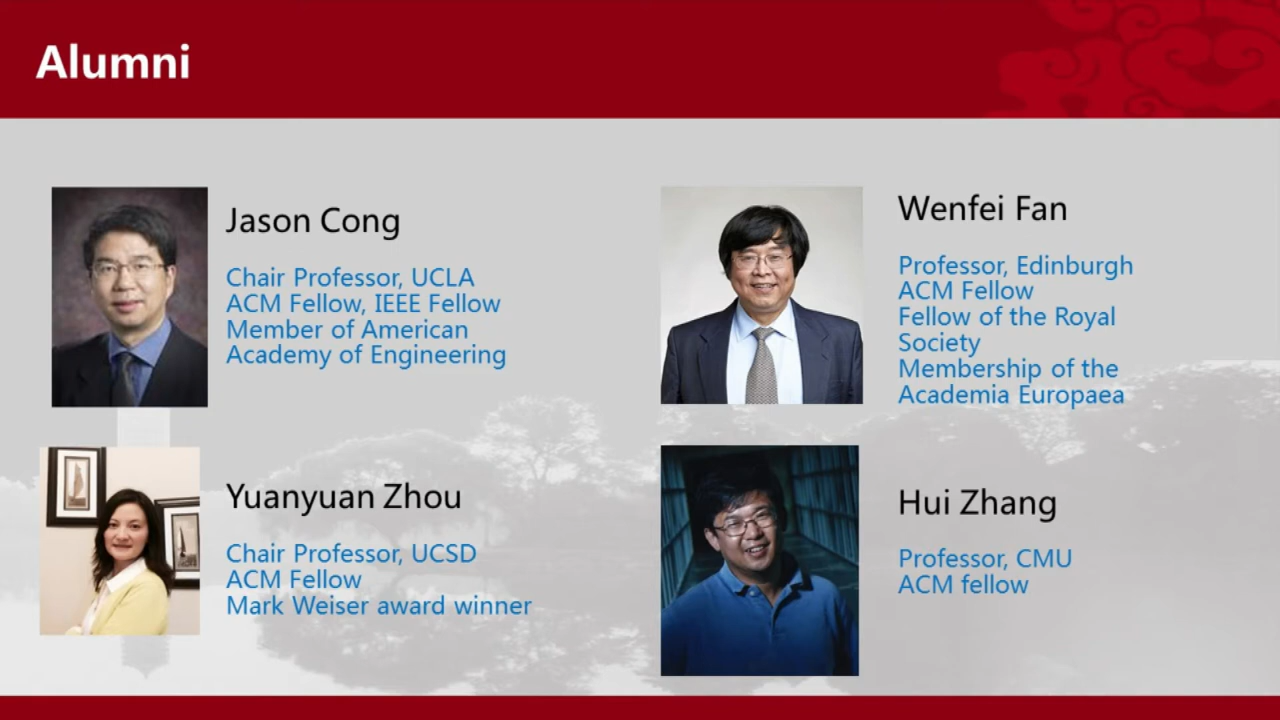 Alumni
Jason Cong
Chair Professor, UCLA
ACM Fellow, IEEE Fellow
Member of American
Academy of Engineering
Wenfei Fan
Professor, Edinburgh
ACM Fellow
Fellow of the Royal
Society
Membership of the
Academia Europaea
Yuanyuan Zhou
Chair Professor, UCSD
ACM Fellow
Mark Weiser award winner
Hui Zhang
Professor, CMU
ACM fellow